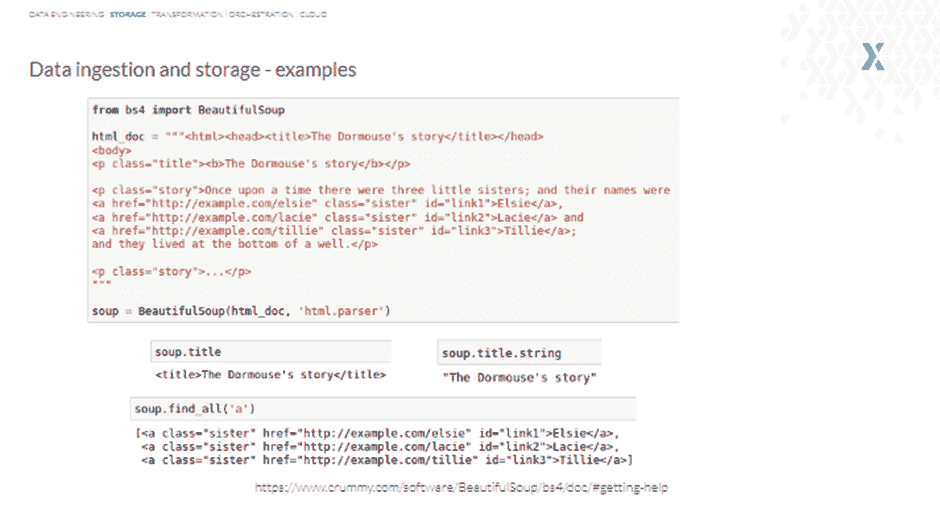 DATA ENGINEERING | STORAGE | TRANSFORMATION | ORCHESTRATION | CLOUD
Data ingestion and storage - examples
from bs4 import BeautifulSoup
html_doc = """<html><head><title>The Dormouse's story</title></head>
<body>
<p class="title"><b>The Dormouse's story</b></p>
<p class="story">Once upon a time there were three little sisters; and their names were
<a href="http://example.com/elsie" class="sister" id="link1">Elsie</a>,
<a href="http://example.com/lacie" class="sister" id="link2">Lacie</a> and
<a href="http://example.com/tillie" class="sister" id="link3">Tillie</a>;
and they lived at the bottom of a well.</p>
<p class="story">...</p>
"""
soup = BeautifulSoup(html_doc, 'html.parser')
soup.title
<title>The Dormouse's story</title>
soup.title.string
"The Dormouse's story"
soup.find_all('a')
[<a class="sister" href="http://example.com/elsie" id="link1">Elsie</a>,
<a class="sister" href="http://example.com/lacie" id="link2">Lacie</a>,
<a class="sister" href="http://example.com/tillie" id="link3">Tillie</a>]
https://www.crummy.com/software/BeautifulSoup/bs4/doc/#getting-help